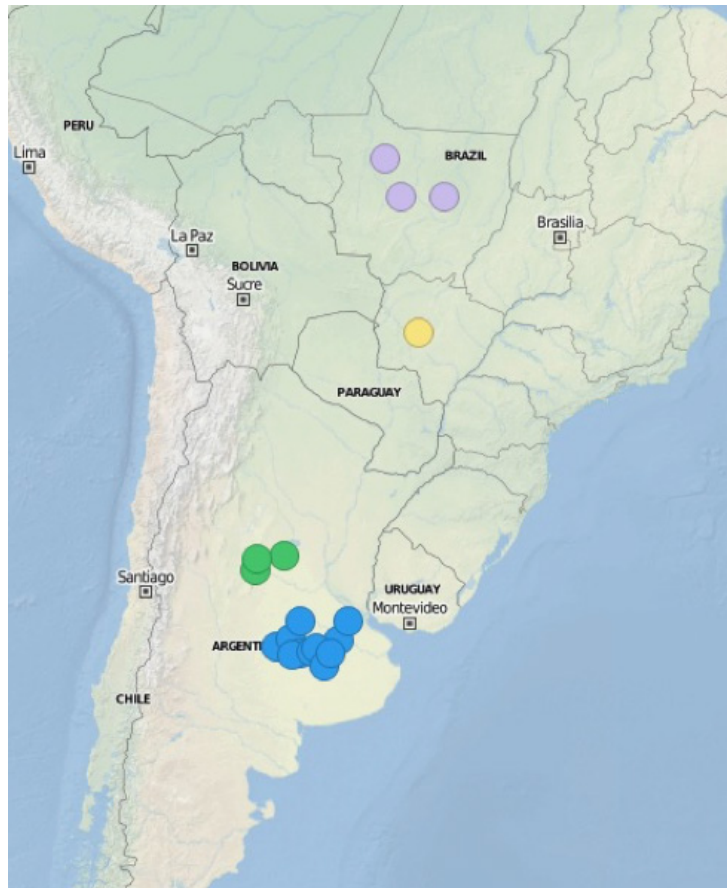 PERU
Lima
BRAZIL
La Paz
Brasilia
BOLIVIA
Sucre
PARAGUAY
Santiago
URUGUAY
Montevideo
ARGENTI
CHILE